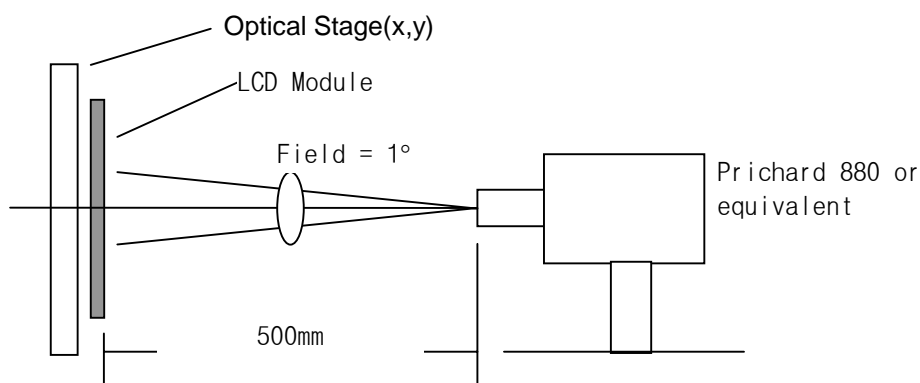 Optical Stage(x,y)
LCD Module
Field = 1°
Prichard 880 or
equivalent
500mm